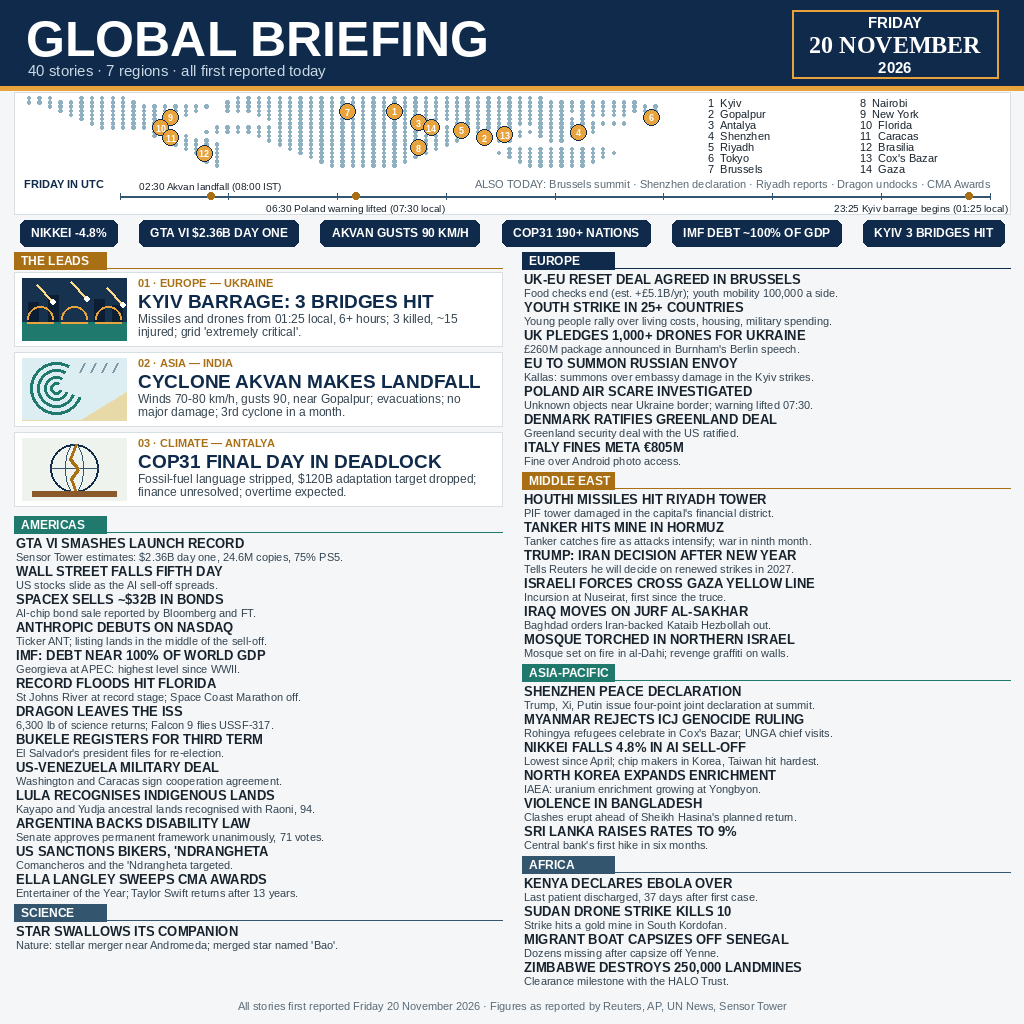 GLOBAL BRIEFING
40 stories · 7 regions · all first reported today
FRIDAY
20 NOVEMBER
2026
7
1
6
9
10
11
3
14
5
2
13
4
8
12
1 Kyiv
2 Gopalpur
3 Antalya
4 Shenzhen
5 Riyadh
6 Tokyo
7 Brussels
8 Nairobi
9 New York
10 Florida
11 Caracas
12 Brasilia
13 Cox's Bazar
14 Gaza
FRIDAY IN UTC
02:30 Akvan landfall (08:00 IST)
ALSO TODAY: Brussels summit · Shenzhen declaration · Riyadh reports · Dragon undocks · CMA Awards
06:30 Poland warning lifted (07:30 local)
23:25 Kyiv barrage begins (01:25 local)
NIKKEI -4.8%
GTA VI $2.36B DAY ONE
AKVAN GUSTS 90 KM/H
COP31 190+ NATIONS
IMF DEBT ~100% OF GDP
KYIV 3 BRIDGES HIT
THE LEADS
01 · EUROPE — UKRAINE
KYIV BARRAGE: 3 BRIDGES HIT
Missiles and drones from 01:25 local, 6+ hours; 3 killed, ~15
injured; grid 'extremely critical'.
02 · ASIA — INDIA
CYCLONE AKVAN MAKES LANDFALL
Winds 70-80 km/h, gusts 90, near Gopalpur; evacuations; no
major damage; 3rd cyclone in a month.
03 · CLIMATE — ANTALYA
COP31 FINAL DAY IN DEADLOCK
Fossil-fuel language stripped, $120B adaptation target dropped;
finance unresolved; overtime expected.
AMERICAS
GTA VI SMASHES LAUNCH RECORD
Sensor Tower estimates: $2.36B day one, 24.6M copies, 75% PS5.
WALL STREET FALLS FIFTH DAY
US stocks slide as the AI sell-off spreads.
SPACEX SELLS ~$32B IN BONDS
AI-chip bond sale reported by Bloomberg and FT.
ANTHROPIC DEBUTS ON NASDAQ
Ticker ANT; listing lands in the middle of the sell-off.
IMF: DEBT NEAR 100% OF WORLD GDP
Georgieva at APEC: highest level since WWII.
RECORD FLOODS HIT FLORIDA
St Johns River at record stage; Space Coast Marathon off.
DRAGON LEAVES THE ISS
6,300 lb of science returns; Falcon 9 flies USSF-317.
BUKELE REGISTERS FOR THIRD TERM
El Salvador's president files for re-election.
US-VENEZUELA MILITARY DEAL
Washington and Caracas sign cooperation agreement.
LULA RECOGNISES INDIGENOUS LANDS
Kayapo and Yudja ancestral lands recognised with Raoni, 94.
ARGENTINA BACKS DISABILITY LAW
Senate approves permanent framework unanimously, 71 votes.
US SANCTIONS BIKERS, 'NDRANGHETA
Comancheros and the 'Ndrangheta targeted.
ELLA LANGLEY SWEEPS CMA AWARDS
Entertainer of the Year; Taylor Swift returns after 13 years.
SCIENCE
STAR SWALLOWS ITS COMPANION
Nature: stellar merger near Andromeda; merged star named 'Bao'.
EUROPE
UK-EU RESET DEAL AGREED IN BRUSSELS
Food checks end (est. +£5.1B/yr); youth mobility 100,000 a side.
YOUTH STRIKE IN 25+ COUNTRIES
Young people rally over living costs, housing, military spending.
UK PLEDGES 1,000+ DRONES FOR UKRAINE
£260M package announced in Burnham's Berlin speech.
EU TO SUMMON RUSSIAN ENVOY
Kallas: summons over embassy damage in the Kyiv strikes.
POLAND AIR SCARE INVESTIGATED
Unknown objects near Ukraine border; warning lifted 07:30.
DENMARK RATIFIES GREENLAND DEAL
Greenland security deal with the US ratified.
ITALY FINES META €805M
Fine over Android photo access.
MIDDLE EAST
HOUTHI MISSILES HIT RIYADH TOWER
PIF tower damaged in the capital's financial district.
TANKER HITS MINE IN HORMUZ
Tanker catches fire as attacks intensify; war in ninth month.
TRUMP: IRAN DECISION AFTER NEW YEAR
Tells Reuters he will decide on renewed strikes in 2027.
ISRAELI FORCES CROSS GAZA YELLOW LINE
Incursion at Nuseirat, first since the truce.
IRAQ MOVES ON JURF AL-SAKHAR
Baghdad orders Iran-backed Kataib Hezbollah out.
MOSQUE TORCHED IN NORTHERN ISRAEL
Mosque set on fire in al-Dahi; revenge graffiti on walls.
ASIA-PACIFIC
SHENZHEN PEACE DECLARATION
Trump, Xi, Putin issue four-point joint declaration at summit.
MYANMAR REJECTS ICJ GENOCIDE RULING
Rohingya refugees celebrate in Cox's Bazar; UNGA chief visits.
NIKKEI FALLS 4.8% IN AI SELL-OFF
Lowest since April; chip makers in Korea, Taiwan hit hardest.
NORTH KOREA EXPANDS ENRICHMENT
IAEA: uranium enrichment growing at Yongbyon.
VIOLENCE IN BANGLADESH
Clashes erupt ahead of Sheikh Hasina's planned return.
SRI LANKA RAISES RATES TO 9%
Central bank's first hike in six months.
AFRICA
KENYA DECLARES EBOLA OVER
Last patient discharged, 37 days after first case.
SUDAN DRONE STRIKE KILLS 10
Strike hits a gold mine in South Kordofan.
MIGRANT BOAT CAPSIZES OFF SENEGAL
Dozens missing after capsize off Yenne.
ZIMBABWE DESTROYS 250,000 LANDMINES
Clearance milestone with the HALO Trust.
All stories first reported Friday 20 November 2026 · Figures as reported by Reuters, AP, UN News, Sensor Tower